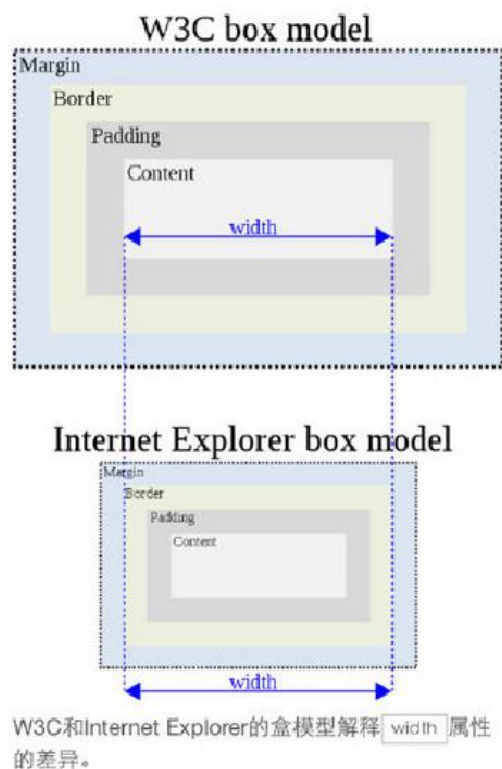 W3C box model
Margin
Border
Padding
Content
width
Internet Explorer box model
Margin
Border
Padding
Content
width
W3C和Internet Explorer的盒模型解释 width 属性
的差异。